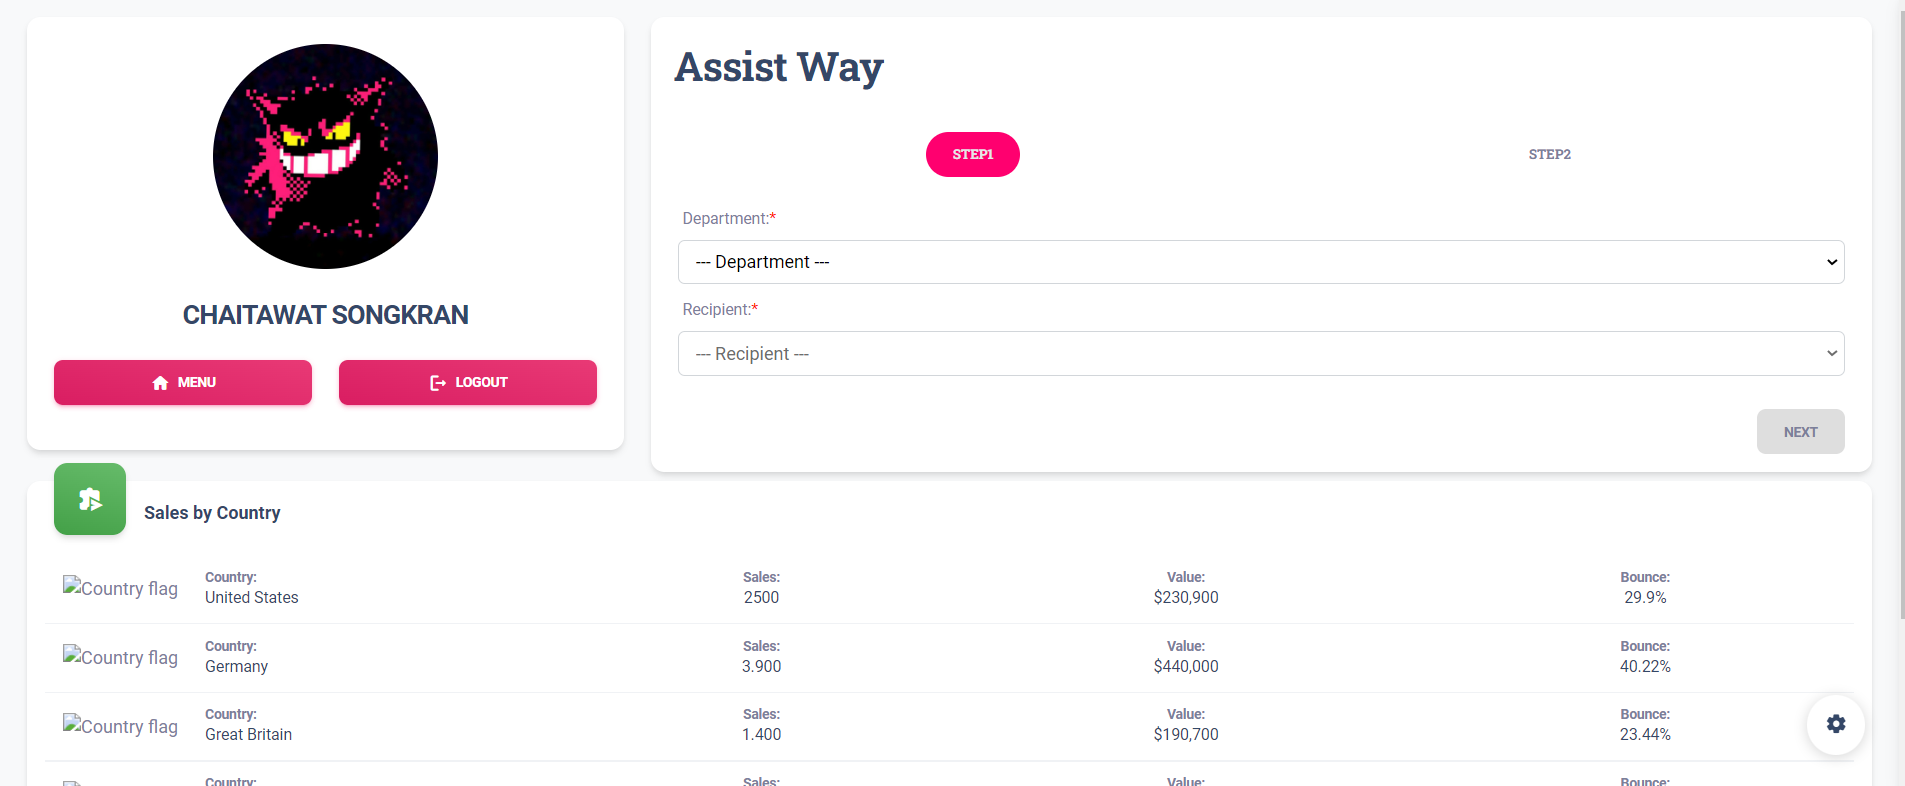 CHAITAWAT SONGKRAN
MENU
LOGOUT
Assist Way
STEP1
STEP2
Department:*
--- Department ---
Recipient:*
--- Recipient ---
NEXT
Sales by Country
Country flag
Country:
United States
Sales:
2500
Value:
$230,900
Bounce:
29.9%
Country flag
Country:
Germany
Sales:
3.900
Value:
$440,000
Bounce:
40.22%
Country flag
Country:
Great Britain
Sales:
1.400
Value:
$190,700
Bounce:
23.44%
Country:
Sales:
Value:
Bounce: